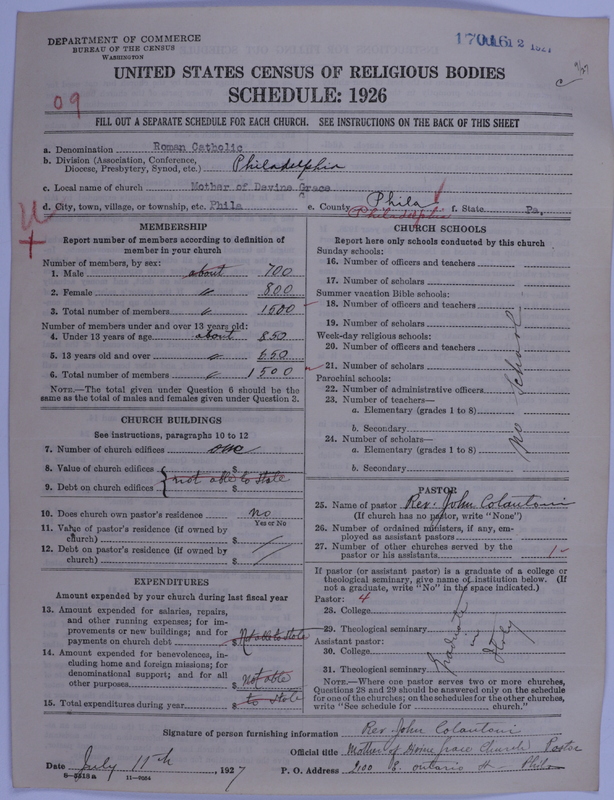 DEPARTMENT OF COMMERCE
BUREAU OF THE CENSUS
WASHINGTON
UNITED STATES CENSUS OF RELIGIOUS BODIES
SCHEDULE: 1926
09
FILL OUT A SEPARATE SCHEDULE FOR EACH CHURCH. SEE INSTRUCTIONS ON THE BACK OF THIS SHEET
a. Denomination Roman Catholic
b. Division (Association, Conference, Diocese, Presbytery, Synod, etc.) Philadelphia
c. Local name of church Mother of Davine Grace
d. City, town, village, or township, etc. Phila e. County Phila Philadelphia f. State Pa.
MEMBERSHIP
Report number of members according to definition of
member in your church
Number of members, by sex:
1. Male about 700
2. Female " 800
3. Total number of members " 1500
Number of members under and over 13 years old:
4. Under 13 years of age about 850
5. 13 years old and over " 650
6. Total number of members " 1500
NOTE.—The total given under Question 6 should be the
same as the total of males and females given under Question 3.
CHURCH BUILDINGS
See instructions, paragraphs 10 to 12
7. Number of church edifices one
8. Value of church edifices $
not able to state
9. Debt on church edifices $
10. Does church own pastor's residence no
Yes or No
11. Value of pastor's residence (if owned by
church) $
12. Debt on pastor's residence (if owned by
church) $
EXPENDITURES
Amount expended by your church during last fiscal year
13. Amount expended for salaries, repairs,
and other running expenses; for im-
provements or new buildings; and for
payments on church debt $ Not able to state
14. Amount expended for benevolences, in-
cluding home and foreign missions; for
denominational support; and for all
other purposes $ not able
15. Total expenditures during year $ to state
CHURCH SCHOOLS
Report here only schools conducted by this church
Sunday schools:
16. Number of officers and teachers
17. Number of scholars
Summer vacation Bible schools:
18. Number of officers and teachers
19. Number of scholars
Week-day religious schools:
20. Number of officers and teachers
21. Number of scholars
Parochial schools:
22. Number of administrative officers
23. Number of teachers—
a. Elementary (grades 1 to 8)
b. Secondary
24. Number of scholars—
a. Elementary (grades 1 to 8)
b. Secondary
no School
PASTOR
25. Name of pastor Rev. John Colantoni
(If church has no pastor, write "None")
26. Number of ordained ministers, if any, em-
ployed as assistant pastors
27. Number of other churches served by the
pastor or his assistants 1
If pastor (or assistant pastor) is a graduate of a college or
theological seminary, give name of institution below. (If
not a graduate, write "No" in the space indicated.)
Pastor: 4
28. College
29. Theological seminary
Assistant pastor:
30. College
31. Theological seminary
Graduate in Italy
NOTE.—Where one pastor serves two or more churches,
Questions 28 and 29 should be answered only on the schedule
for one of the churches; on the schedules for the other churches,
write "See schedule for church."
Signature of person furnishing information Rev John Colantoni
Official title Mother of Divine grace Church Pastor
Date July 11th, 1927 P. O. Address 2100 E. Ontario St Phila
11—9564